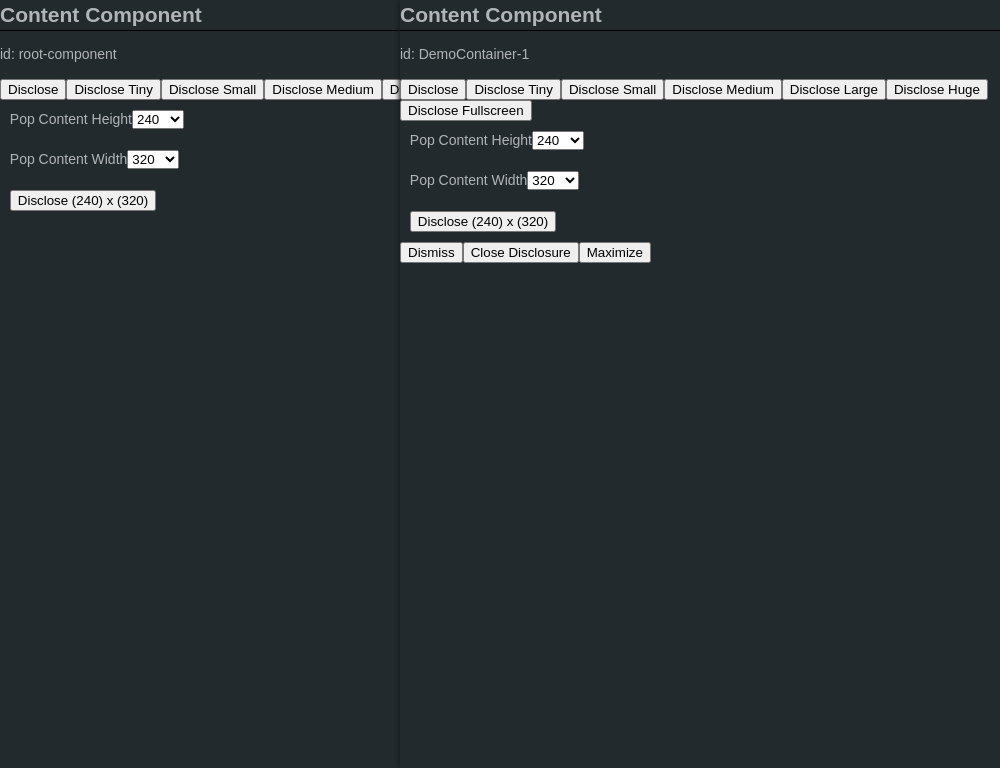 Content Component
id: root-component
Disclose Disclose Tiny Disclose Small Disclose Medium D
Pop Content Height 240
Pop Content Width 320
Disclose (240) x (320)
Content Component
id: DemoContainer-1
Disclose Disclose Tiny Disclose Small Disclose Medium Disclose Large Disclose Huge
Disclose Fullscreen
Pop Content Height 240
Pop Content Width 320
Disclose (240) x (320)
Dismiss Close Disclosure Maximize